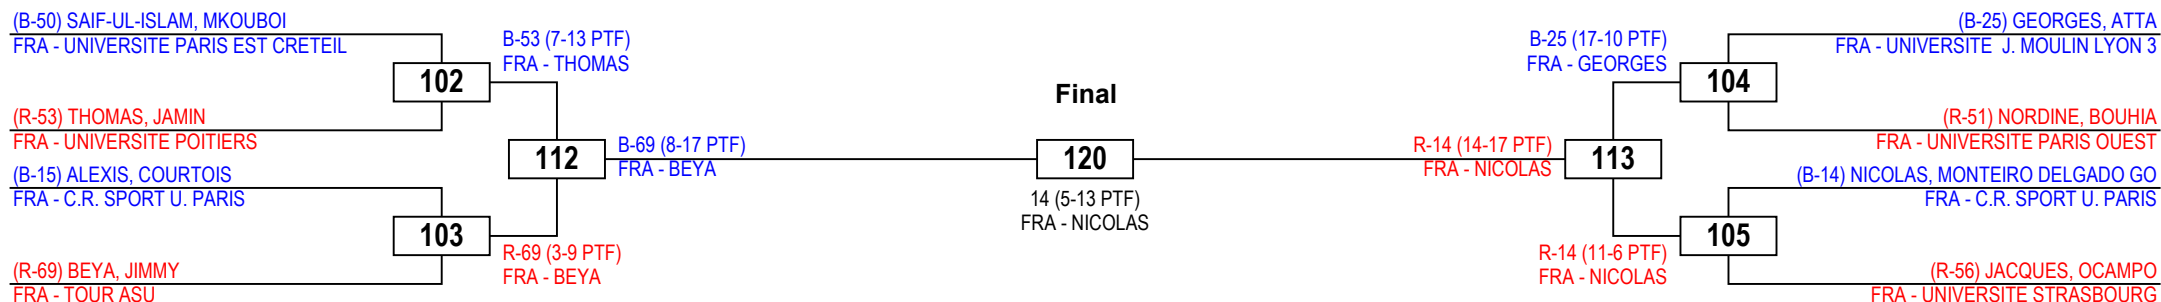 (B-50) SAIF-UL-ISLAM, MKOUBOI
FRA - UNIVERSITE PARIS EST CRETEIL
B-53 (7-13 PTF)
FRA - THOMAS
102
(R-53) THOMAS, JAMIN
FRA - UNIVERSITE POITIERS
112
B-69 (8-17 PTF)
FRA - BEYA
(B-15) ALEXIS, COURTOIS
FRA - C.R. SPORT U. PARIS
103
R-69 (3-9 PTF)
FRA - BEYA
(R-69) BEYA, JIMMY
FRA - TOUR ASU
Final
120
14 (5-13 PTF)
FRA - NICOLAS
(B-25) GEORGES, ATTA
FRA - UNIVERSITE J. MOULIN LYON 3
B-25 (17-10 PTF)
FRA - GEORGES
104
(R-51) NORDINE, BOUHIA
FRA - UNIVERSITE PARIS OUEST
R-14 (14-17 PTF)
FRA - NICOLAS
113
(B-14) NICOLAS, MONTEIRO DELGADO GO
FRA - C.R. SPORT U. PARIS
105
R-14 (11-6 PTF)
FRA - NICOLAS
(R-56) JACQUES, OCAMPO
FRA - UNIVERSITE STRASBOURG